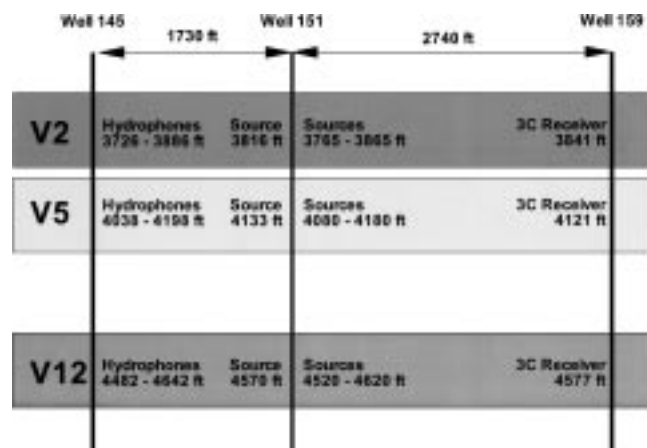 Well 145
Well 151
Well 159
1730 ft
2740 ft
V2
Hydrophones
3726 - 3886 ft
Source
3816 ft
Sources
3765 - 3865 ft
3C Receiver
3841 ft
V5
Hydrophones
4038 - 4198 ft
Source
4133 ft
Sources
4080 - 4180 ft
3C Receiver
4121 ft
V12
Hydrophones
4482 - 4642 ft
Source
4570 ft
Sources
4520 - 4620 ft
3C Receiver
4577 ft